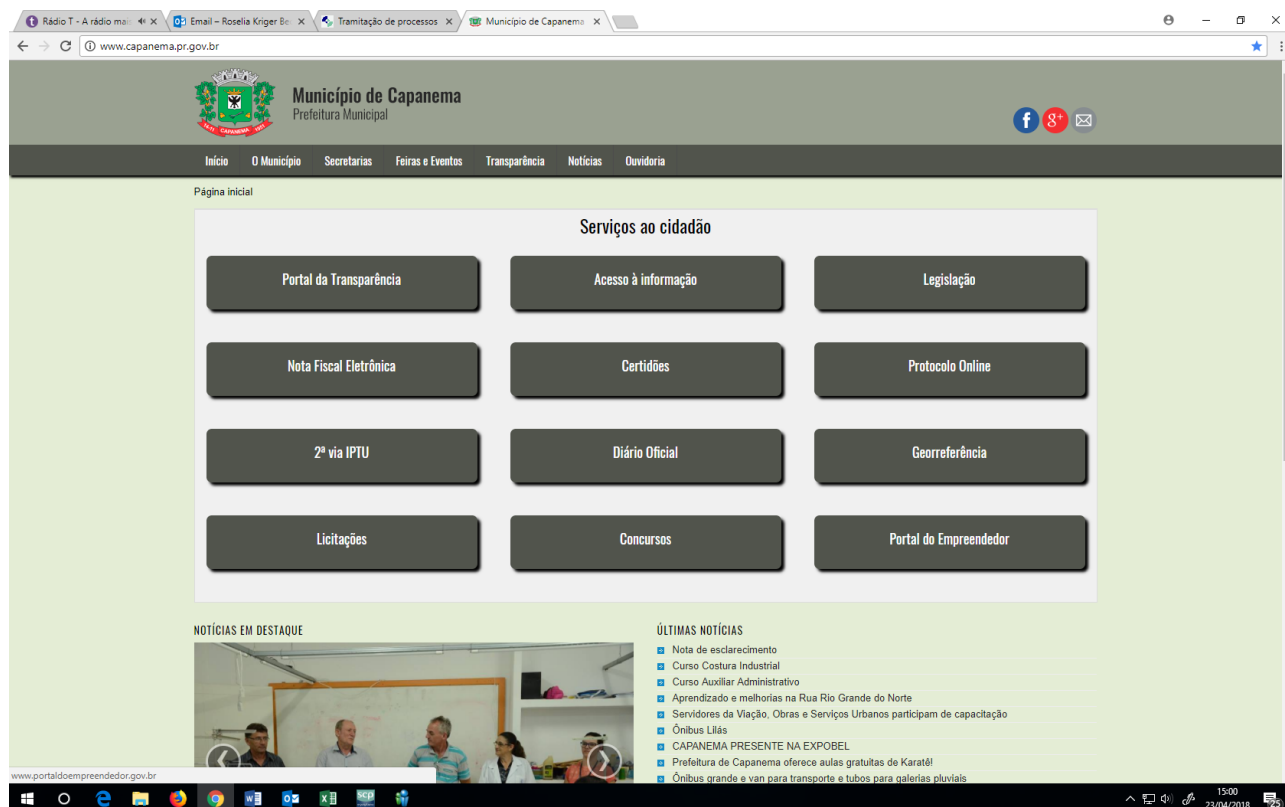 Rádio T - A rádio mai
Email – Roselia Kriger Be
Tramitação de processos
Município de Capanema
www.capanema.pr.gov.br
CAPANEMA
Município de Capanema
Prefeitura Municipal
Início O Município Secretarias Feiras e Eventos Transparência Notícias Ouvidoria
Página inicial
Serviços ao cidadão
Portal da Transparência Acesso à informação Legislação
Nota Fiscal Eletrônica Certidões Protocolo Online
2ª via IPTU Diário Oficial Georreferência
Licitações Concursos Portal do Empreendedor
NOTÍCIAS EM DESTAQUE
ÚLTIMAS NOTÍCIAS
Nota de esclarecimento
Curso Costura Industrial
Curso Auxiliar Administrativo
Aprendizado e melhorias na Rua Rio Grande do Norte
Servidores da Viação, Obras e Serviços Urbanos participam de capacitação
Ônibus Lilás
CAPANEMA PRESENTE NA EXPOBEL
Prefeitura de Capanema oferece aulas gratuitas de Karatê!
Ônibus grande e van para transporte e tubos para galerias pluviais
www.portaldoempreendedor.gov.br
SCP
15:00
23/04/2018